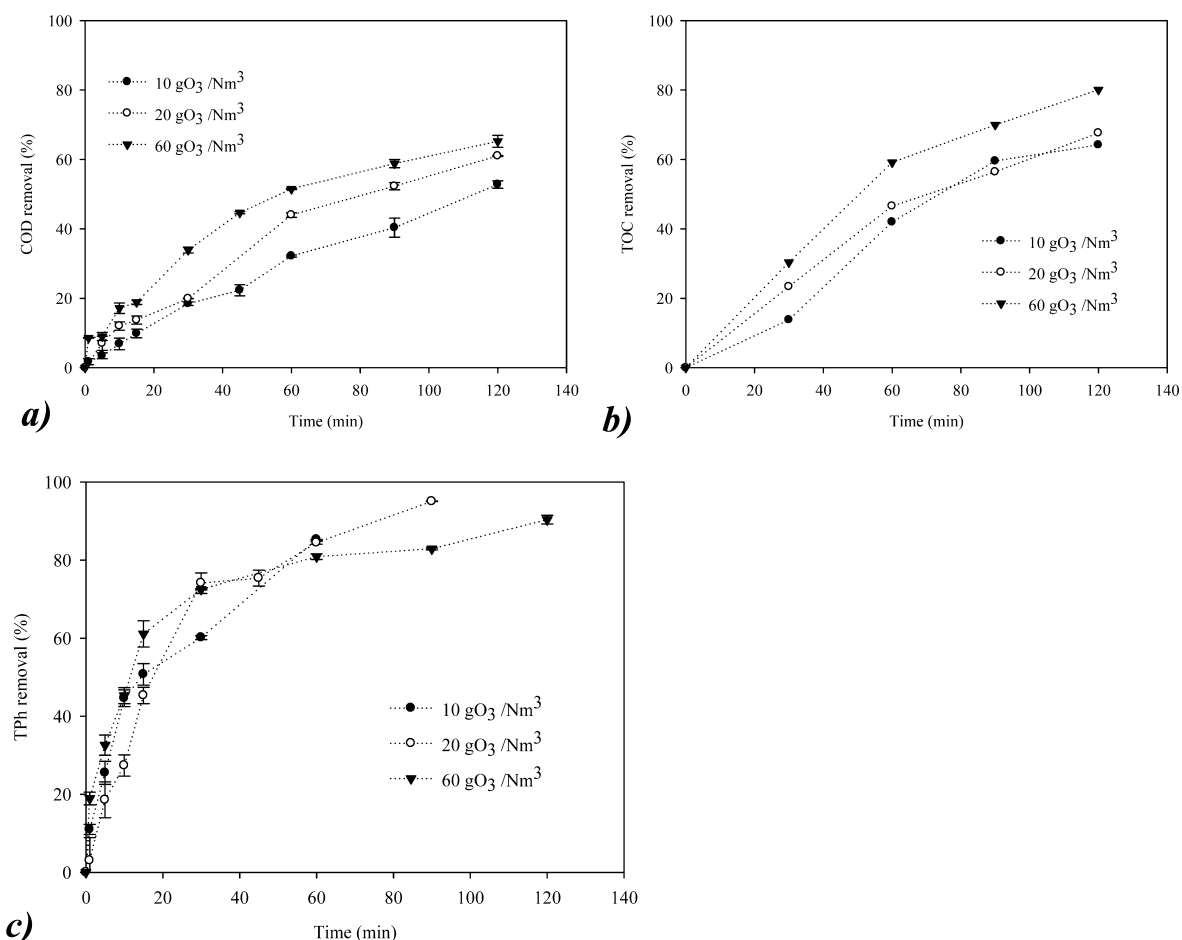 100
80
60
40
20
0
COD removal (%)
10 gO3 /Nm3
20 gO3 /Nm3
60 gO3 /Nm3
0 20 40 60 80 100 120 140
Time (min)
a)
100
80
60
40
20
0
TOC removal (%)
10 gO3 /Nm3
20 gO3 /Nm3
60 gO3 /Nm3
0 20 40 60 80 100 120 140
Time (min)
b)
100
80
60
40
20
0
TPh removal (%)
10 gO3 /Nm3
20 gO3 /Nm3
60 gO3 /Nm3
0 20 40 60 80 100 120 140
Time (min)
c)